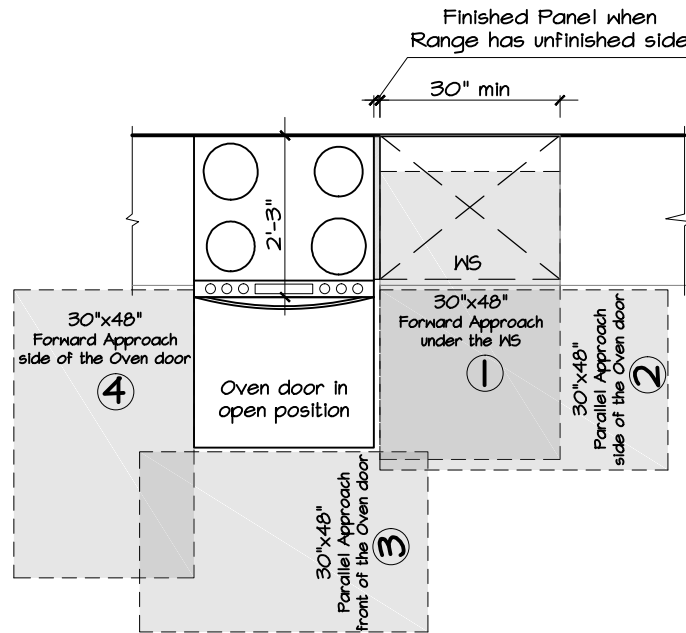 Finished Panel when
Range has unfinished side
30" min
2'-3"
WS
30"x48"
Forward Approach
under the WS
1
30"x48"
Parallel Approach
side of the Oven door
2
30"x48"
Forward Approach
side of the Oven door
4
Oven door in
open position
30"x48"
Parallel Approach
front of the Oven door
3